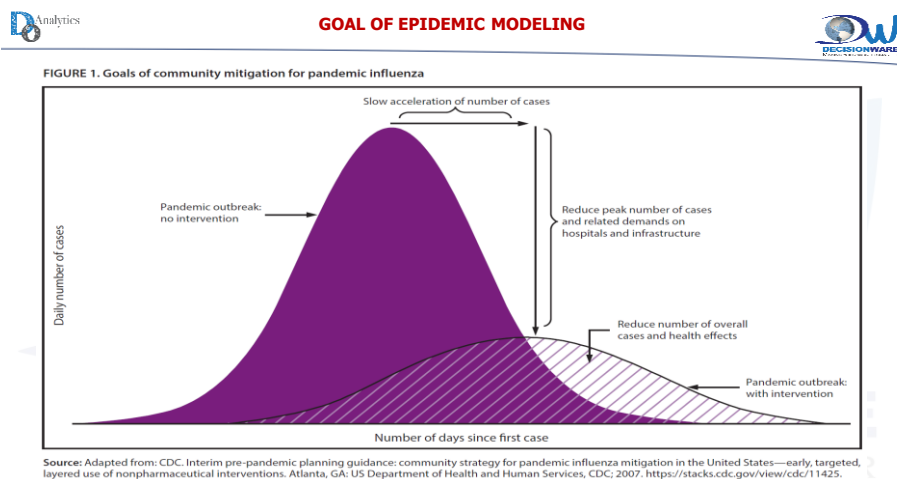 Analytics
GOAL OF EPIDEMIC MODELING
DW
DECISIONWARE
FIGURE 1. Goals of community mitigation for pandemic influenza
Slow acceleration of number of cases
Pandemic outbreak:
no intervention
Reduce peak number of cases
and related demands on
hospitals and infrastructure
Daily number of cases
Reduce number of overall
cases and health effects
Pandemic outbreak:
with intervention
Number of days since first case
Source: Adapted from: CDC. Interim pre-pandemic planning guidance: community strategy for pandemic influenza mitigation in the United States—early, targeted,
layered use of nonpharmaceutical interventions. Atlanta, GA: US Department of Health and Human Services, CDC; 2007. https://stacks.cdc.gov/view/cdc/11425.